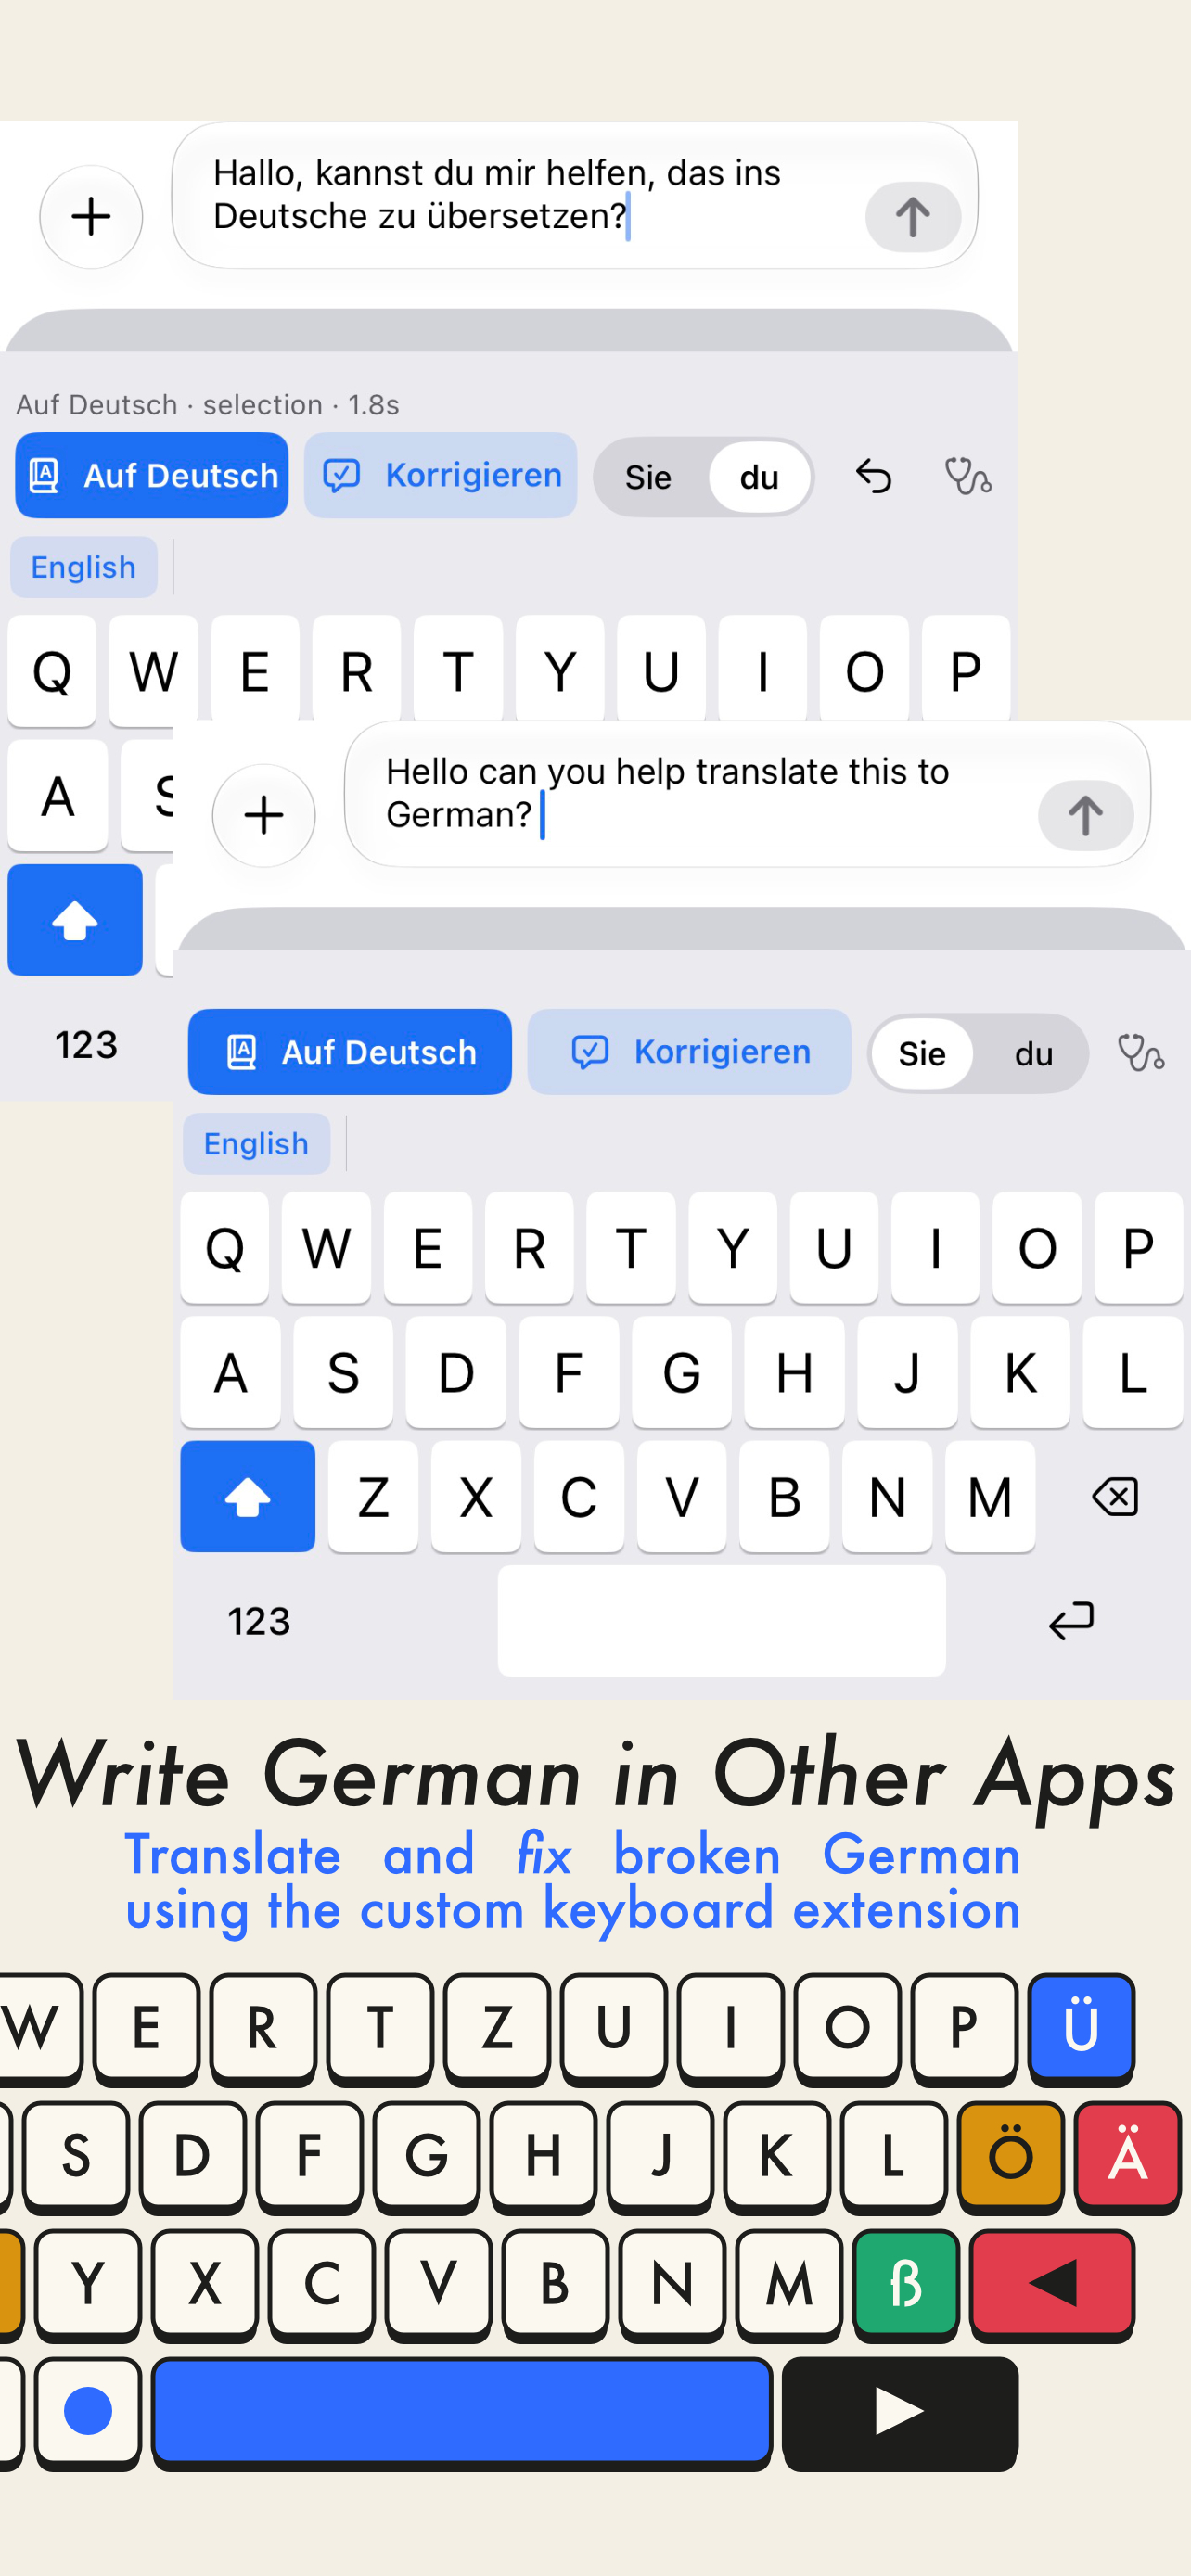 Hallo, kannst du mir helfen, das ins
Deutsche zu übersetzen?
Auf Deutsch · selection · 1.8s
Auf Deutsch Korrigieren Sie du
English
Q W E R T Y U I O P
A S
123
Hello can you help translate this to
German?
Auf Deutsch Korrigieren Sie du
English
Q W E R T Y U I O P
A S D F G H J K L
Z X C V B N M
123
Write German in Other Apps
Translate and fix broken German
using the custom keyboard extension
W E R T Z U I O P Ü
S D F G H J K L Ö Ä
Y X C V B N M ß